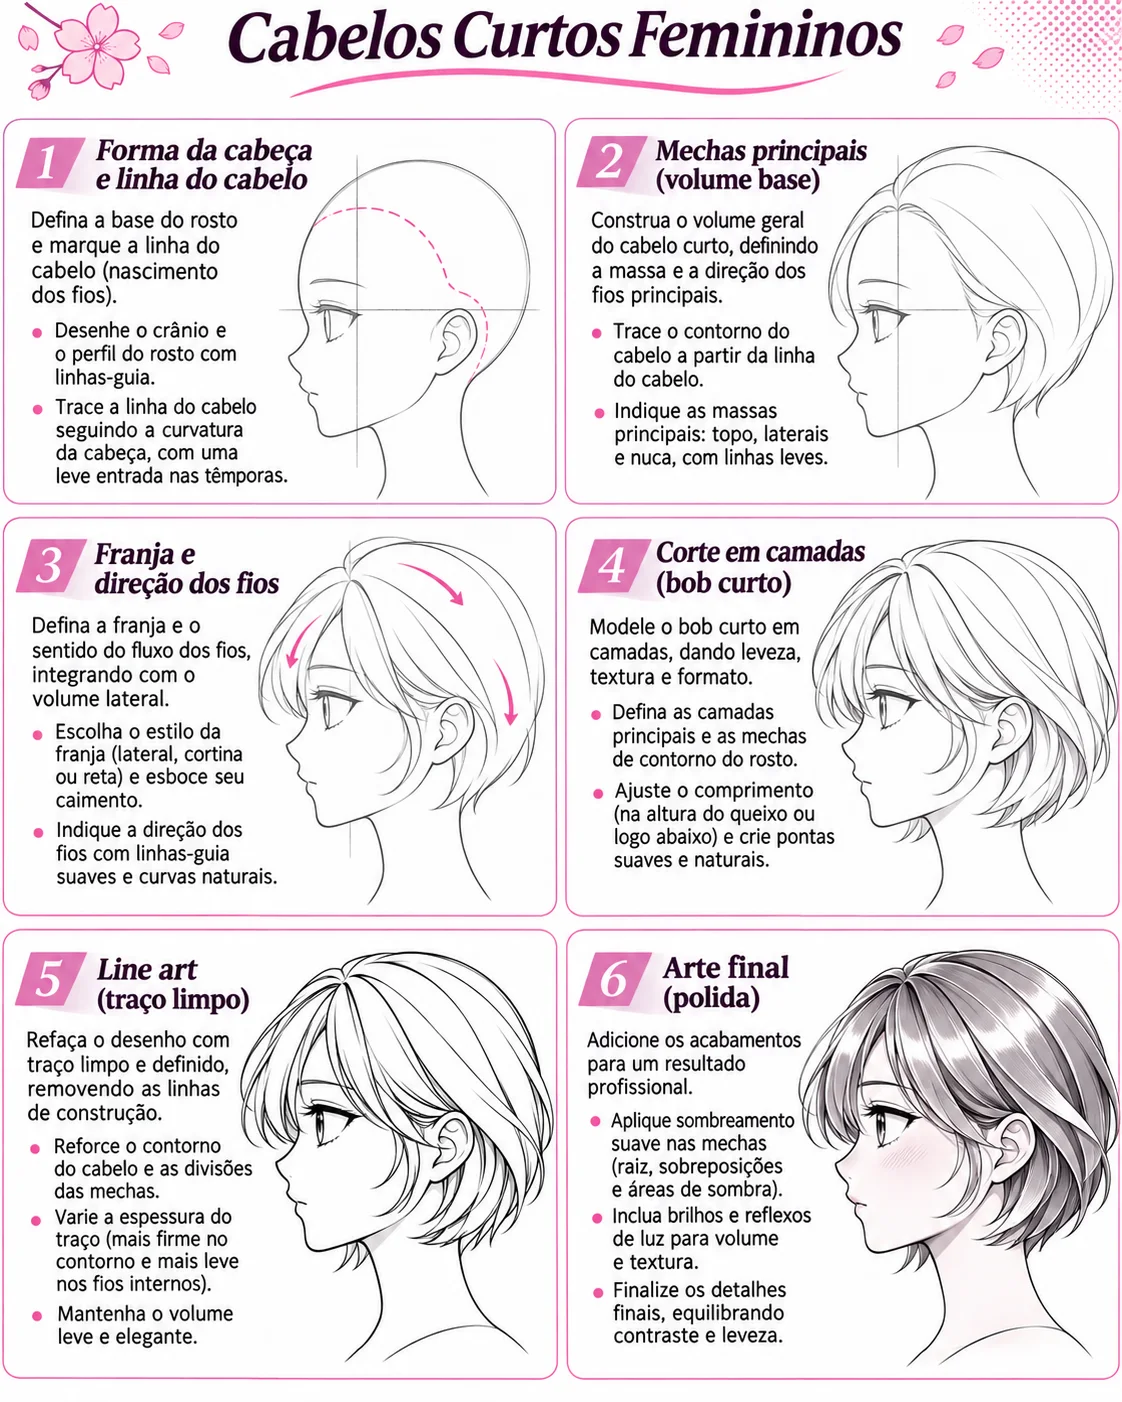 Cabelos Curtos Femininos
1
Forma da cabeça
e linha do cabelo
Defina a base do rosto
e marque a linha do
cabelo (nascimento
dos fios).
• Desenhe o crânio e
o perfil do rosto com
linhas-guia.
• Trace a linha do cabelo
seguindo a curvatura
da cabeça, com uma
leve entrada nas têmporas.
2
Mechas principais
(volume base)
Construa o volume geral
do cabelo curto, definindo
a massa e a direção dos
fios principais.
• Trace o contorno do
cabelo a partir da linha
do cabelo.
• Indique as massas
principais: topo, laterais
e nuca, com linhas leves.
3
Franja e
direção dos fios
Defina a franja e o
sentido do fluxo dos fios,
integrando com o
volume lateral.
• Escolha o estilo da
franja (lateral, cortina
ou reta) e esboce seu
caimento.
• Indique a direção dos
fios com linhas-guia
suaves e curvas naturais.
4
Corte em camadas
(bob curto)
Modele o bob curto em
camadas, dando leveza,
textura e formato.
• Defina as camadas
principais e as mechas
de contorno do rosto.
• Ajuste o comprimento
(na altura do queixo ou
logo abaixo) e crie pontas
suaves e naturais.
5
Line art
(traço limpo)
Refaça o desenho com
traço limpo e definido,
removendo as linhas
de construção.
• Reforce o contorno
do cabelo e as divisões
das mechas.
• Varie a espessura do
traço (mais firme no
contorno e mais leve
nos fios internos).
• Mantenha o volume
leve e elegante.
6
Arte final
(polida)
Adicione os acabamentos
para um resultado
profissional.
• Aplique sombreamento
suave nas mechas
(raiz, sobreposições
e áreas de sombra).
• Inclua brilhos e reflexos
de luz para volume
e textura.
• Finalize os detalhes
finais, equilibrando
contraste e leveza.